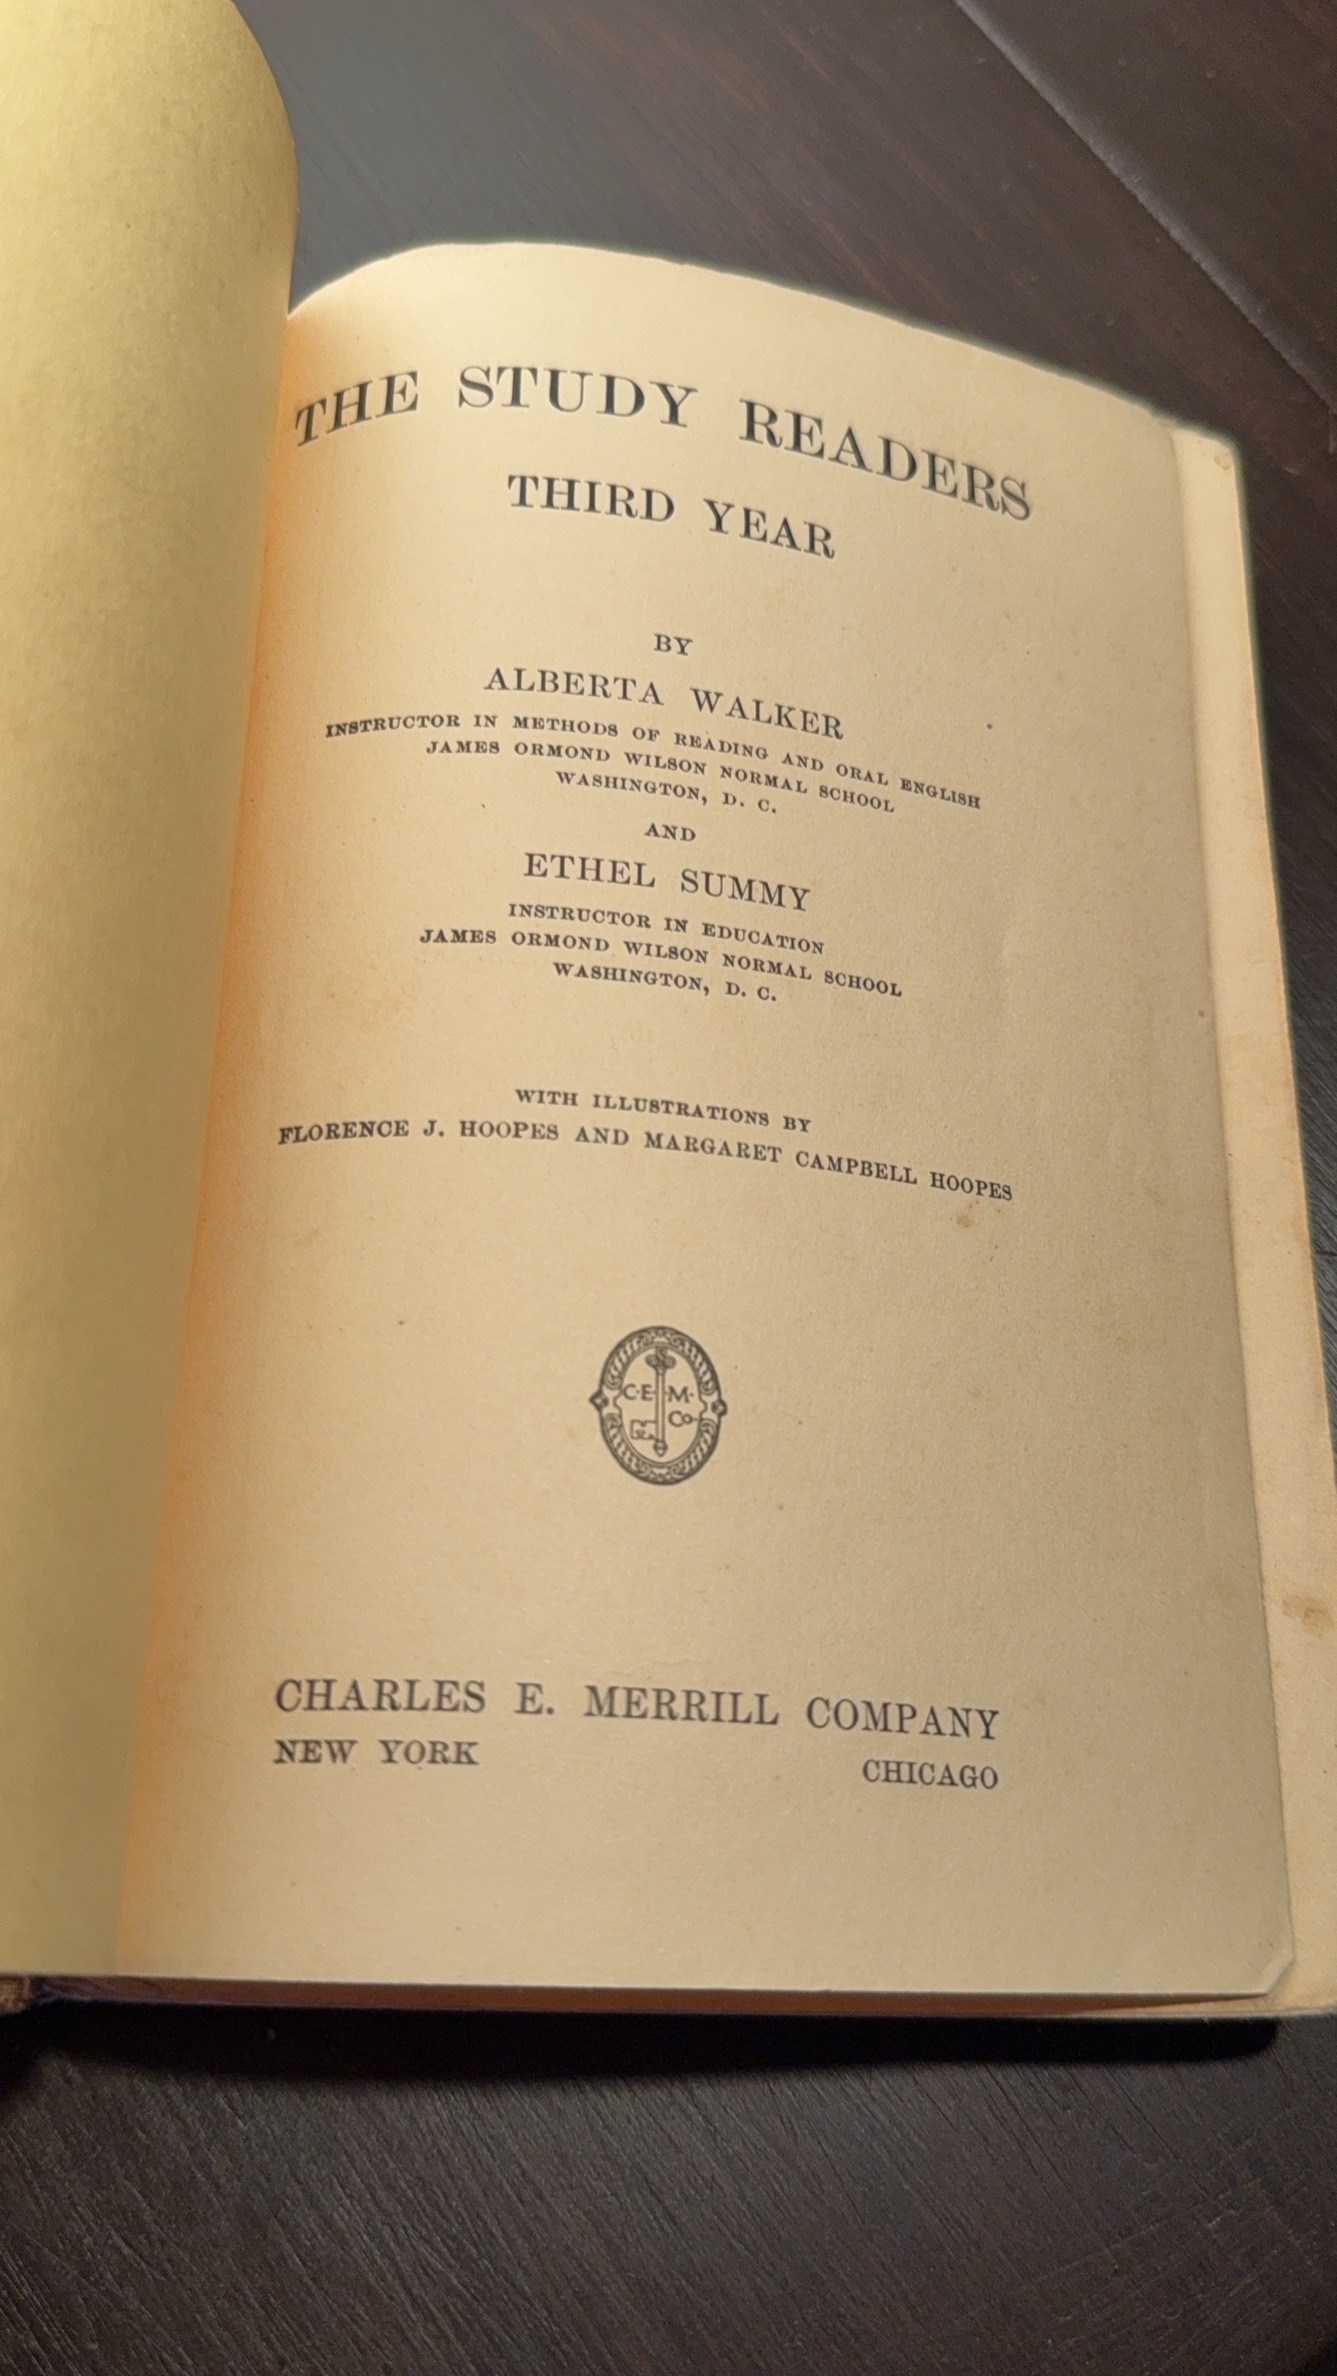 THE STUDY READERS
THIRD YEAR
BY
ALBERTA WALKER
INSTRUCTOR IN METHODS OF READING AND ORAL ENGLISH
JAMES ORMOND WILSON NORMAL SCHOOL
WASHINGTON, D. C.
AND
ETHEL SUMMY
INSTRUCTOR IN EDUCATION
JAMES ORMOND WILSON NORMAL SCHOOL
WASHINGTON, D. C.
WITH ILLUSTRATIONS BY
FLORENCE J. HOOPES AND MARGARET CAMPBELL HOOPES
C·E·M·
Co
CHARLES E. MERRILL COMPANY
NEW YORK CHICAGO